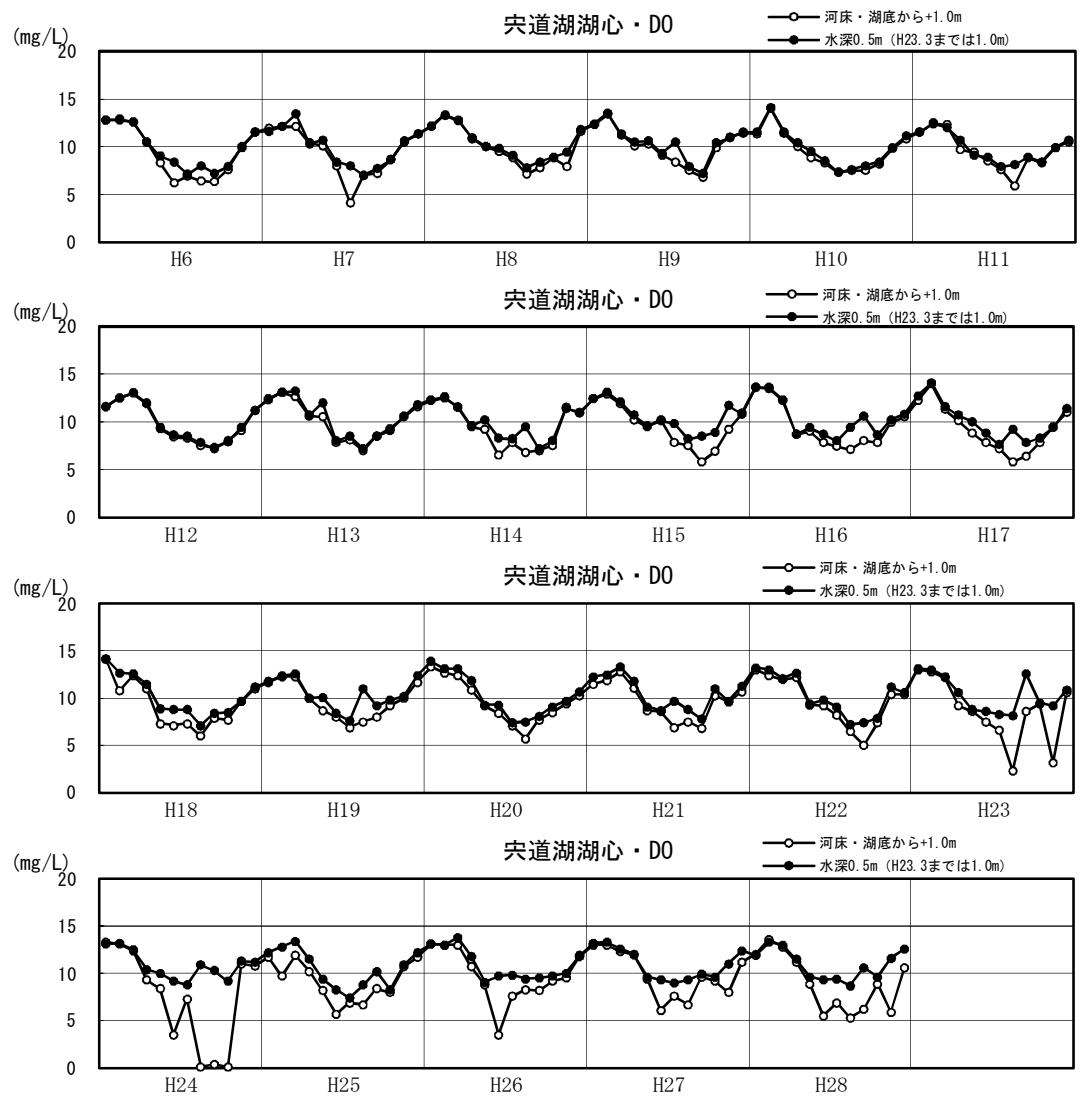 宍道湖湖心・DO
(mg/L)
河床・湖底から+1.0m
水深0.5m (H23.3までは1.0m)
20
15
10
5
0
H6 H7 H8 H9 H10 H11
宍道湖湖心・DO
(mg/L)
河床・湖底から+1.0m
水深0.5m (H23.3までは1.0m)
20
15
10
5
0
H12 H13 H14 H15 H16 H17
宍道湖湖心・DO
(mg/L)
河床・湖底から+1.0m
水深0.5m (H23.3までは1.0m)
20
15
10
5
0
H18 H19 H20 H21 H22 H23
宍道湖湖心・DO
(mg/L)
河床・湖底から+1.0m
水深0.5m (H23.3までは1.0m)
20
15
10
5
0
H24 H25 H26 H27 H28